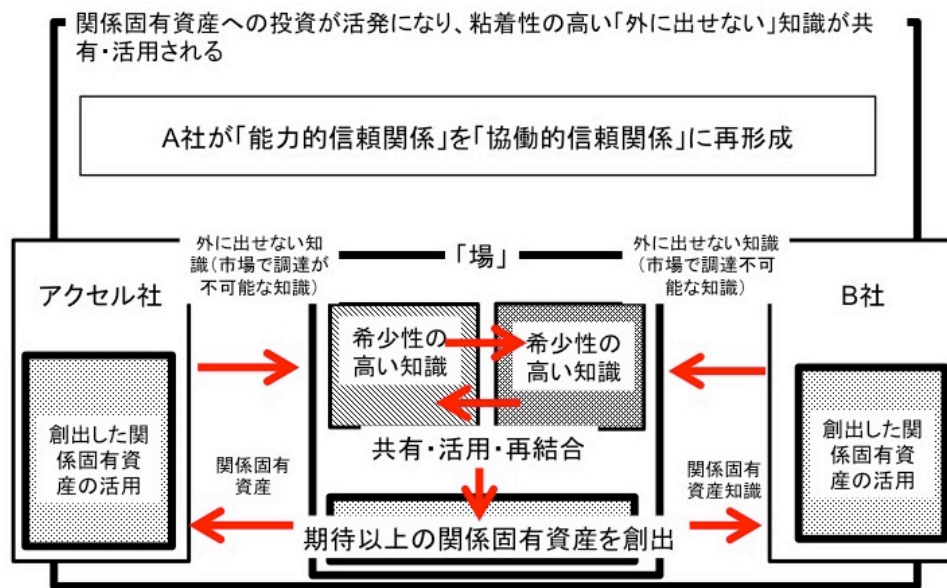 関係固有資産への投資が活発になり、粘着性の高い「外に出せない」知識が共
有・活用される
A社が「能力的信頼関係」を「協働的信頼関係」に再形成
外に出せない知
識（市場で調達が
不可能な知識）
「場」
外に出せない知識
（市場で調達不可
能な知識）
アクセル社
B社
希少性の
高い知識
希少性の
高い知識
共有・活用・再結合
創出した関
係固有資
産の活用
関係固有
資産
関係固有
資産知識
創出した関
係固有資
産の活用
期待以上の関係固有資産を創出